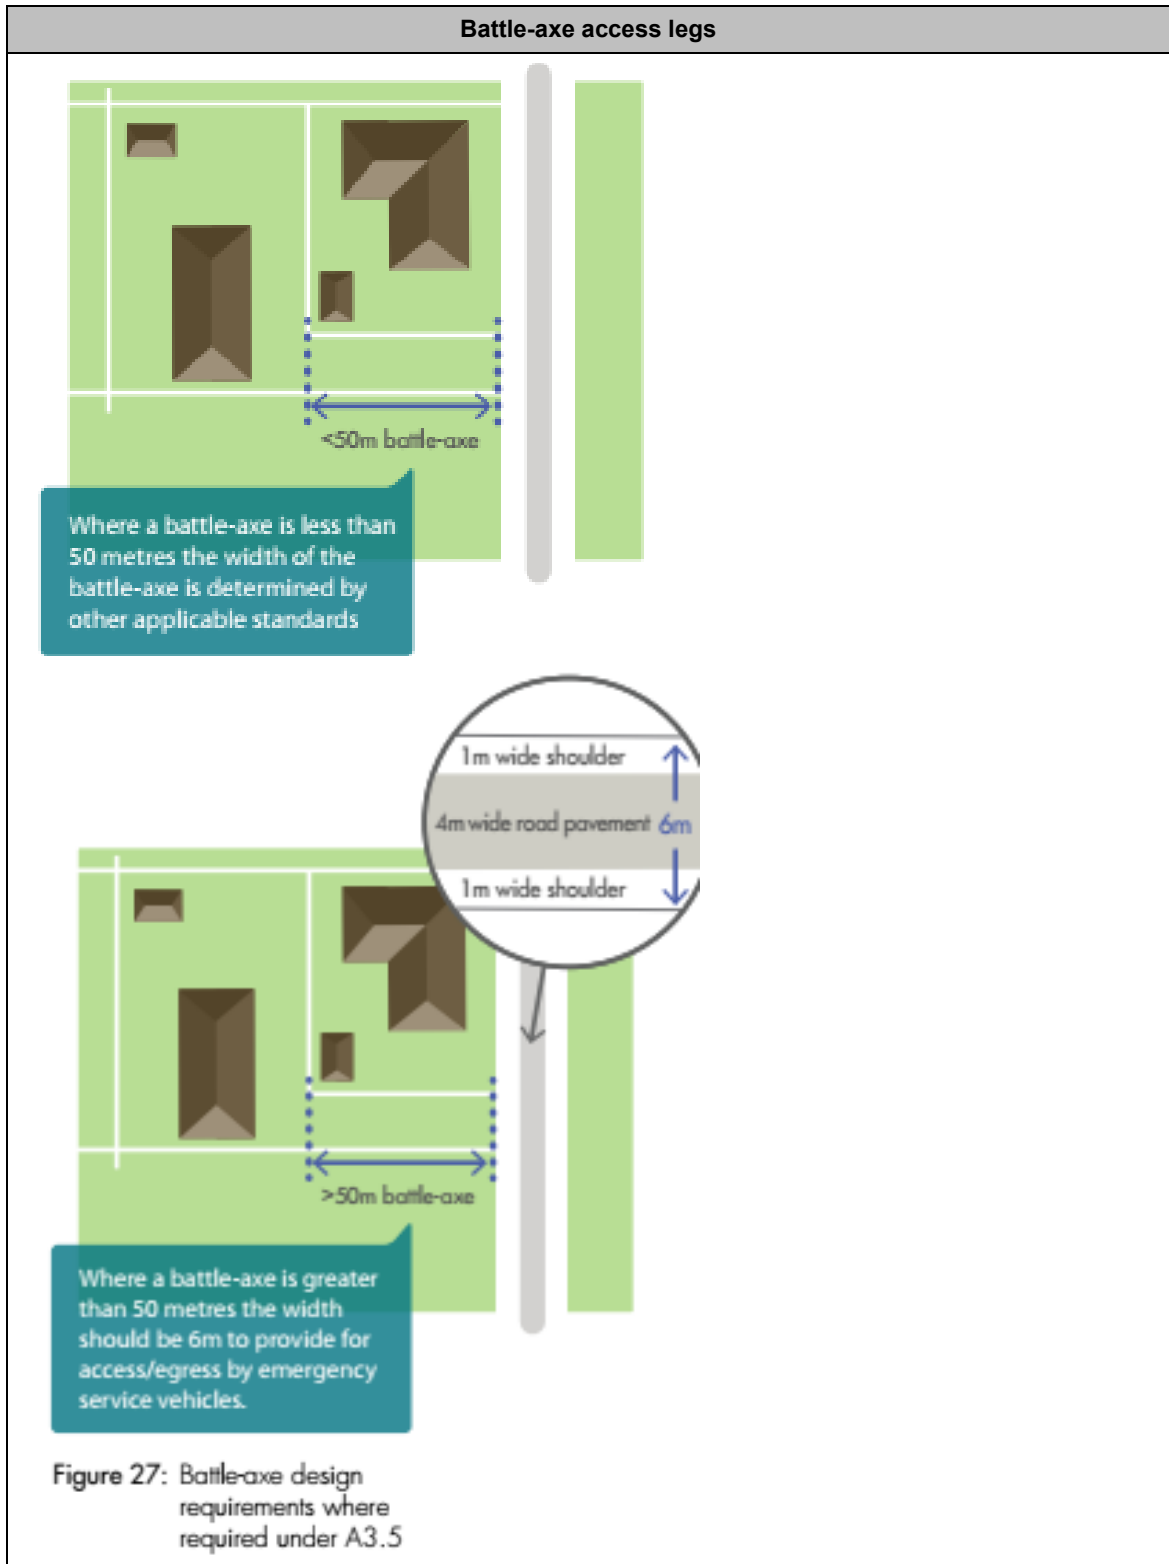 Battle-axe access legs
<50m battle-axe
Where a battle-axe is less than
50 metres the width of the
battle-axe is determined by
other applicable standards
1m wide shoulder
4m wide road pavement 6m
1m wide shoulder
>50m battle-axe
Where a battle-axe is greater
than 50 metres the width
should be 6m to provide for
access/egress by emergency
service vehicles.
Figure 27: Battle-axe design
requirements where
required under A3.5